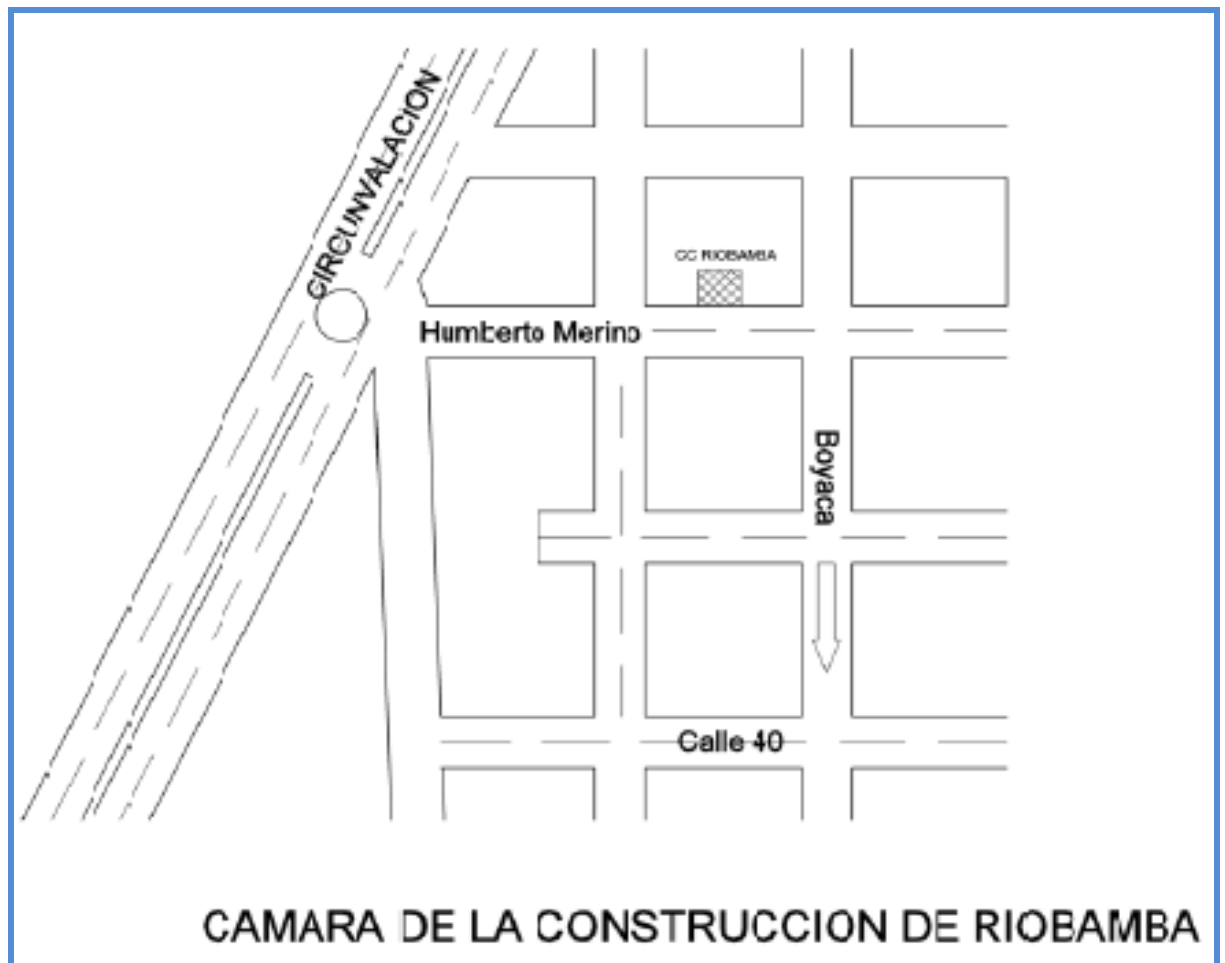 CIRCUNVALACION
CC RIOBAMBA
Humberto Merino
Boyaca
Calle 40
CAMARA DE LA CONSTRUCCION DE RIOBAMBA